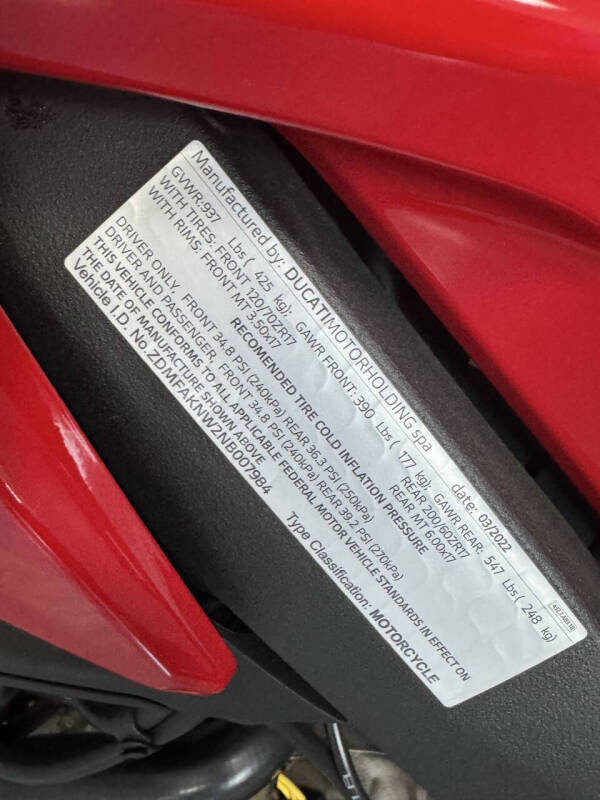 Manufactured by: DUCATIMOTORHOLDING spa date: 03/2022
GVWR:937 Lbs ( 425 kg); GAWR FRONT: 390 Lbs ( 177 kg); GAWR REAR: 547 Lbs ( 248 kg)
WITH TIRES: FRONT 120/70ZR17 REAR 200/60ZR17
WITH RIMS: FRONT MT 3.50x17 REAR MT 6.00x17
RECOMENDED TIRE COLD INFLATION PRESSURE
DRIVER ONLY, FRONT 34.8 PSI (240kPa) REAR 36.3 PSI (250kPa)
DRIVER AND PASSENGER, FRONT 34.8 PSI (240kPa) REAR 39.2 PSI (270kPa)
THIS VEHICLE CONFORMS TO ALL APPLICABLE FEDERAL MOTOR VEHICLE STANDARDS IN EFFECT ON
THE DATE OF MANUFACTURE SHOWN ABOVE
Vehicle I.D. No.ZDMFAKNW2NB007984 Type Classification: MOTORCYCLE